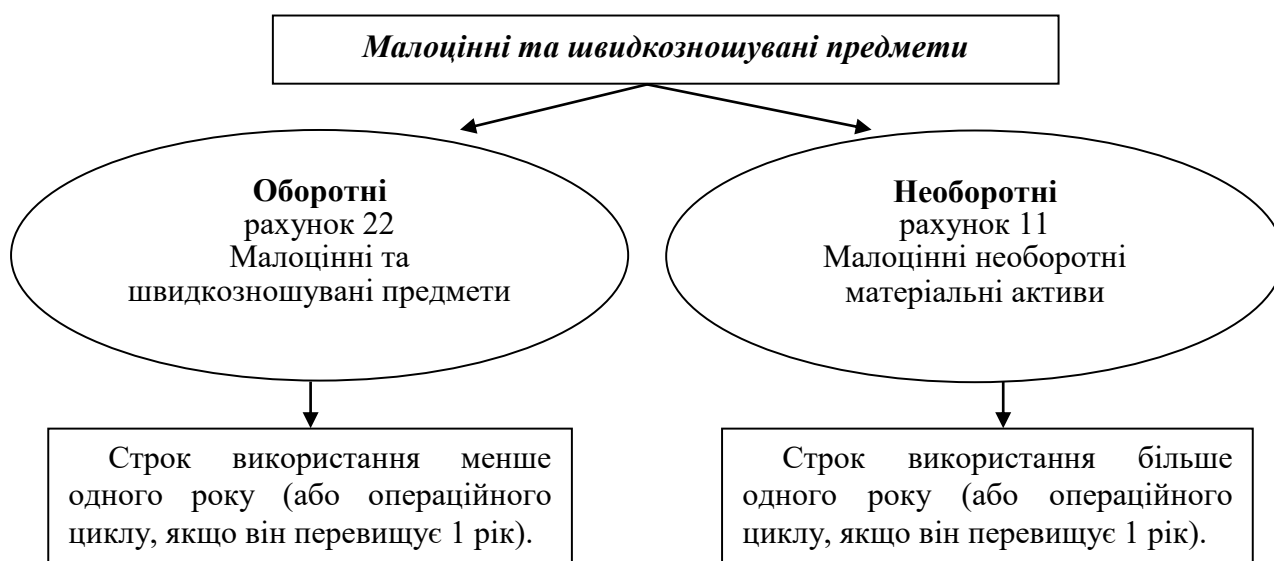 Малоцінні та швидкозношувані предмети
Оборотні
рахунок 22
Малоцінні та
швидкозношувані предмети
Необоротні
рахунок 11
Малоцінні необоротні
матеріальні активи
Строк використання менше
одного року (або операційного
циклу, якщо він перевищує 1 рік).
Строк використання більше
одного року (або операційного
циклу, якщо він перевищує 1 рік).